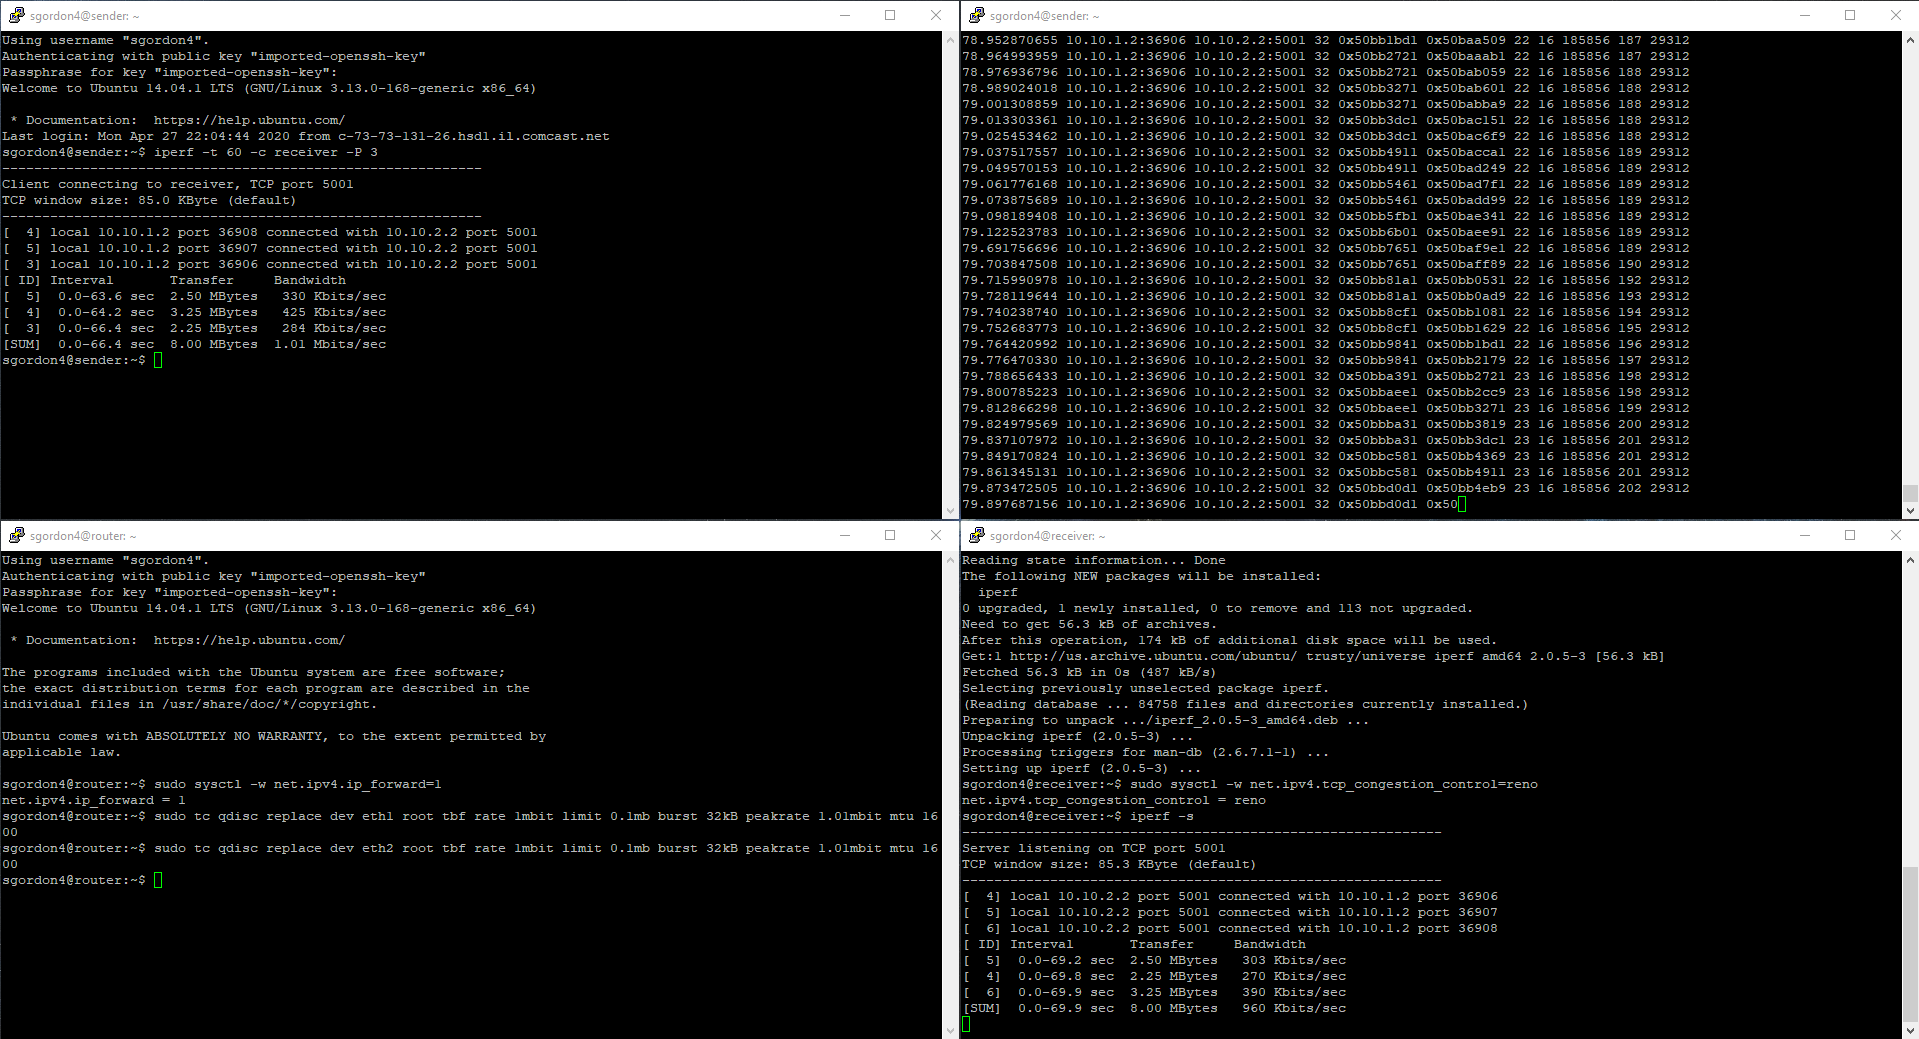 sgordon4@sender: ~
Using username "sgordon4".
Authenticating with public key "imported-openssh-key"
Passphrase for key "imported-openssh-key":
Welcome to Ubuntu 14.04.1 LTS (GNU/Linux 3.13.0-168-generic x86_64)
 * Documentation:  https://help.ubuntu.com/
Last login: Mon Apr 27 22:04:44 2020 from c-73-73-131-26.hsd1.il.comcast.net
sgordon4@sender:~$ iperf -t 60 -c receiver -P 3
------------------------------------------------------------
Client connecting to receiver, TCP port 5001
TCP window size: 85.0 KByte (default)
------------------------------------------------------------
[  4] local 10.10.1.2 port 36908 connected with 10.10.2.2 port 5001
[  5] local 10.10.1.2 port 36907 connected with 10.10.2.2 port 5001
[  3] local 10.10.1.2 port 36906 connected with 10.10.2.2 port 5001
[ ID] Interval       Transfer     Bandwidth
[  5]  0.0-63.6 sec  2.50 MBytes   330 Kbits/sec
[  4]  0.0-64.2 sec  3.25 MBytes   425 Kbits/sec
[  3]  0.0-66.4 sec  2.25 MBytes   284 Kbits/sec
[SUM]  0.0-66.4 sec  8.00 MBytes  1.01 Mbits/sec
sgordon4@sender:~$
sgordon4@sender: ~
78.952870655 10.10.1.2:36906 10.10.2.2:5001 32 0x50bb1bd1 0x50baa509 22 16 185856 187 29312
78.964993959 10.10.1.2:36906 10.10.2.2:5001 32 0x50bb2721 0x50baaab1 22 16 185856 187 29312
78.976936796 10.10.1.2:36906 10.10.2.2:5001 32 0x50bb2721 0x50bab059 22 16 185856 188 29312
78.989024018 10.10.1.2:36906 10.10.2.2:5001 32 0x50bb3271 0x50bab601 22 16 185856 188 29312
79.001308859 10.10.1.2:36906 10.10.2.2:5001 32 0x50bb3271 0x50babba9 22 16 185856 188 29312
79.013303361 10.10.1.2:36906 10.10.2.2:5001 32 0x50bb3dc1 0x50bac151 22 16 185856 188 29312
79.025453462 10.10.1.2:36906 10.10.2.2:5001 32 0x50bb3dc1 0x50bac6f9 22 16 185856 188 29312
79.037517557 10.10.1.2:36906 10.10.2.2:5001 32 0x50bb4911 0x50bacca1 22 16 185856 189 29312
79.049570153 10.10.1.2:36906 10.10.2.2:5001 32 0x50bb4911 0x50bad249 22 16 185856 189 29312
79.061776168 10.10.1.2:36906 10.10.2.2:5001 32 0x50bb5461 0x50bad7f1 22 16 185856 189 29312
79.073875689 10.10.1.2:36906 10.10.2.2:5001 32 0x50bb5461 0x50badd99 22 16 185856 189 29312
79.098189408 10.10.1.2:36906 10.10.2.2:5001 32 0x50bb5fb1 0x50bae341 22 16 185856 189 29312
79.122523783 10.10.1.2:36906 10.10.2.2:5001 32 0x50bb6b01 0x50baee91 22 16 185856 189 29312
79.691756696 10.10.1.2:36906 10.10.2.2:5001 32 0x50bb7651 0x50baf9e1 22 16 185856 189 29312
79.703847508 10.10.1.2:36906 10.10.2.2:5001 32 0x50bb7651 0x50baff89 22 16 185856 190 29312
79.715990978 10.10.1.2:36906 10.10.2.2:5001 32 0x50bb81a1 0x50bb0531 22 16 185856 192 29312
79.728119644 10.10.1.2:36906 10.10.2.2:5001 32 0x50bb81a1 0x50bb0ad9 22 16 185856 193 29312
79.740238740 10.10.1.2:36906 10.10.2.2:5001 32 0x50bb8cf1 0x50bb1081 22 16 185856 194 29312
79.752683773 10.10.1.2:36906 10.10.2.2:5001 32 0x50bb8cf1 0x50bb1629 22 16 185856 195 29312
79.764420992 10.10.1.2:36906 10.10.2.2:5001 32 0x50bb9841 0x50bb1bd1 22 16 185856 196 29312
79.776470330 10.10.1.2:36906 10.10.2.2:5001 32 0x50bb9841 0x50bb2179 22 16 185856 197 29312
79.788656433 10.10.1.2:36906 10.10.2.2:5001 32 0x50bba391 0x50bb2721 23 16 185856 198 29312
79.800785223 10.10.1.2:36906 10.10.2.2:5001 32 0x50bbaee1 0x50bb2cc9 23 16 185856 198 29312
79.812866298 10.10.1.2:36906 10.10.2.2:5001 32 0x50bbaee1 0x50bb3271 23 16 185856 199 29312
79.824979569 10.10.1.2:36906 10.10.2.2:5001 32 0x50bbba31 0x50bb3819 23 16 185856 200 29312
79.837107972 10.10.1.2:36906 10.10.2.2:5001 32 0x50bbba31 0x50bb3dc1 23 16 185856 201 29312
79.849170824 10.10.1.2:36906 10.10.2.2:5001 32 0x50bbc581 0x50bb4369 23 16 185856 201 29312
79.861345131 10.10.1.2:36906 10.10.2.2:5001 32 0x50bbc581 0x50bb4911 23 16 185856 201 29312
79.873472505 10.10.1.2:36906 10.10.2.2:5001 32 0x50bbd0d1 0x50bb4eb9 23 16 185856 202 29312
79.897687156 10.10.1.2:36906 10.10.2.2:5001 32 0x50bbd0d1 0x50
sgordon4@router: ~
Using username "sgordon4".
Authenticating with public key "imported-openssh-key"
Passphrase for key "imported-openssh-key":
Welcome to Ubuntu 14.04.1 LTS (GNU/Linux 3.13.0-168-generic x86_64)
 * Documentation:  https://help.ubuntu.com/
The programs included with the Ubuntu system are free software;
the exact distribution terms for each program are described in the
individual files in /usr/share/doc/*/copyright.
Ubuntu comes with ABSOLUTELY NO WARRANTY, to the extent permitted by
applicable law.
sgordon4@router:~$ sudo sysctl -w net.ipv4.ip_forward=1
net.ipv4.ip_forward = 1
sgordon4@router:~$ sudo tc qdisc replace dev eth1 root tbf rate 1mbit limit 0.1mb burst 32kB peakrate 1.01mbit mtu 16
00
sgordon4@router:~$ sudo tc qdisc replace dev eth2 root tbf rate 1mbit limit 0.1mb burst 32kB peakrate 1.01mbit mtu 16
00
sgordon4@router:~$
sgordon4@receiver: ~
Reading state information... Done
The following NEW packages will be installed:
  iperf
0 upgraded, 1 newly installed, 0 to remove and 113 not upgraded.
Need to get 56.3 kB of archives.
After this operation, 174 kB of additional disk space will be used.
Get:1 http://us.archive.ubuntu.com/ubuntu/ trusty/universe iperf amd64 2.0.5-3 [56.3 kB]
Fetched 56.3 kB in 0s (487 kB/s)
Selecting previously unselected package iperf.
(Reading database ... 84758 files and directories currently installed.)
Preparing to unpack .../iperf_2.0.5-3_amd64.deb ...
Unpacking iperf (2.0.5-3) ...
Processing triggers for man-db (2.6.7.1-1) ...
Setting up iperf (2.0.5-3) ...
sgordon4@receiver:~$ sudo sysctl -w net.ipv4.tcp_congestion_control=reno
net.ipv4.tcp_congestion_control = reno
sgordon4@receiver:~$ iperf -s
------------------------------------------------------------
Server listening on TCP port 5001
TCP window size: 85.3 KByte (default)
------------------------------------------------------------
[  4] local 10.10.2.2 port 5001 connected with 10.10.1.2 port 36906
[  5] local 10.10.2.2 port 5001 connected with 10.10.1.2 port 36907
[  6] local 10.10.2.2 port 5001 connected with 10.10.1.2 port 36908
[ ID] Interval       Transfer     Bandwidth
[  5]  0.0-69.2 sec  2.50 MBytes   303 Kbits/sec
[  4]  0.0-69.8 sec  2.25 MBytes   270 Kbits/sec
[  6]  0.0-69.9 sec  3.25 MBytes   390 Kbits/sec
[SUM]  0.0-69.9 sec  8.00 MBytes   960 Kbits/sec